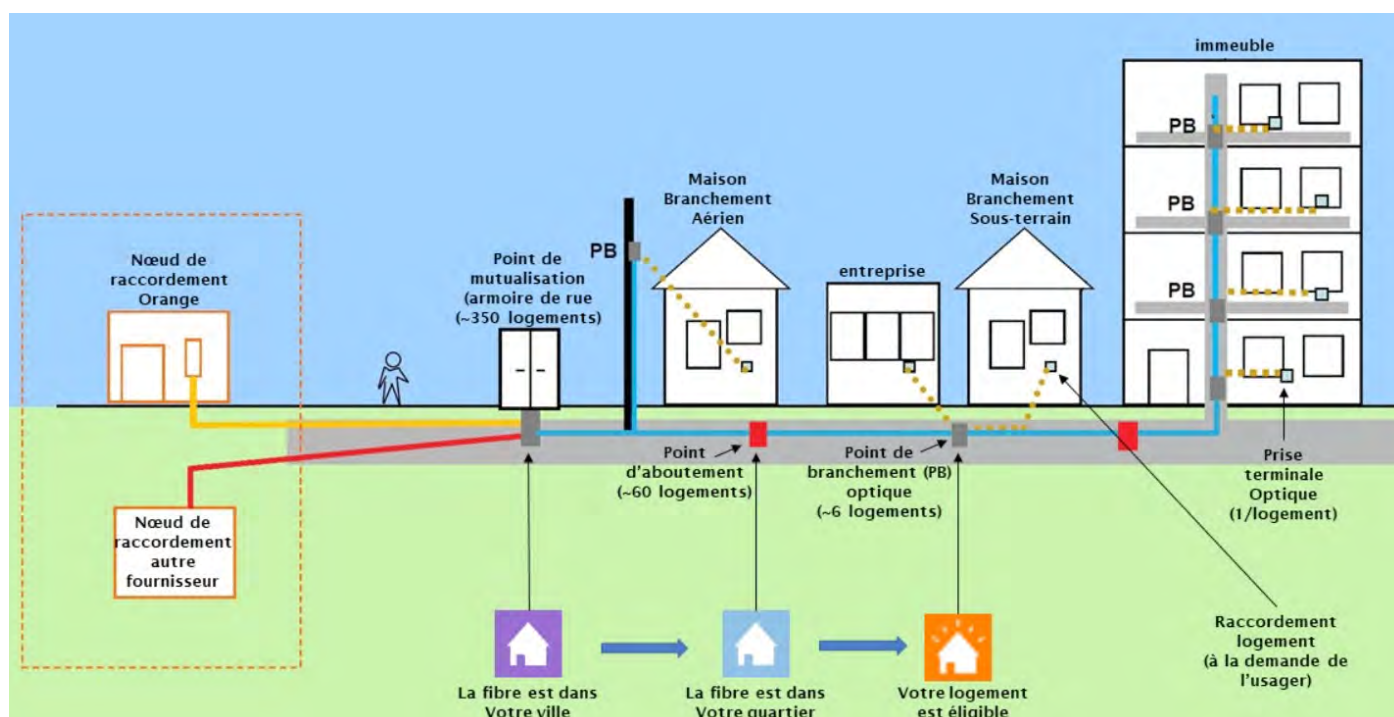 immeuble
PB
PB
PB
Maison
Branchement
Aérien
Maison
Branchement
Sous-terrain
PB
entreprise
Nœud de
raccordement
Orange
Point de
mutualisation
(armoire de rue
(~350 logements)
Point
d'aboutement
(~60 logements)
Point de
branchement (PB)
optique
(~6 logements)
Prise
terminale
Optique
(1/logement)
Nœud de
raccordement
autre
fournisseur
Raccordement
logement
(à la demande de
l'usager)
La fibre est dans
Votre ville
La fibre est dans
Votre quartier
Votre logement
est éligible